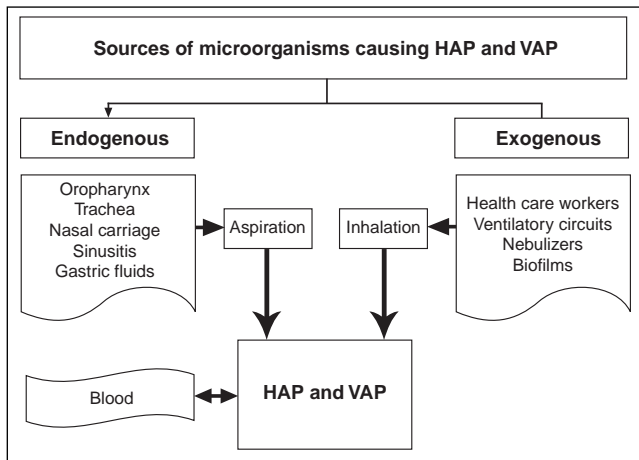 Sources of microorganisms causing HAP and VAP
Endogenous
Exogenous
Oropharynx
Trachea
Nasal carriage
Sinusitis
Gastric fluids
Aspiration
Inhalation
Health care workers
Ventilatory circuits
Nebulizers
Biofilms
Blood
HAP and VAP